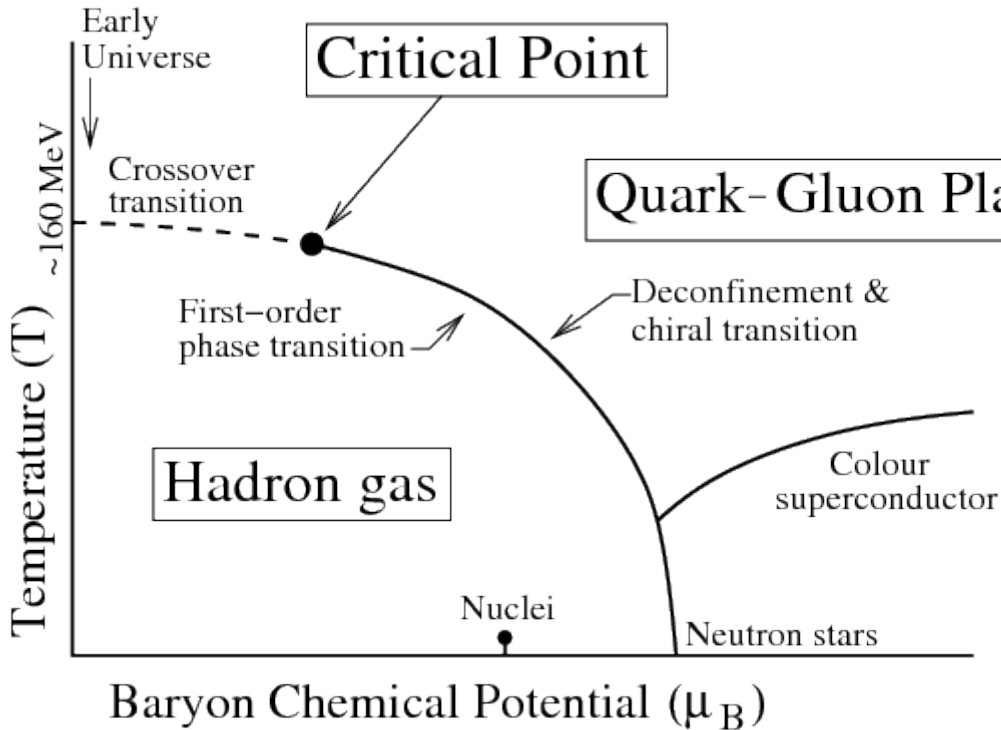 Early
Universe
Critical Point
Crossover
transition
~160 MeV
Quark-Gluon Pla
Deconfinement &
chiral transition
First-order
phase transition
Temperature (T)
Hadron gas
Colour
superconductor
Nuclei
Neutron stars
Baryon Chemical Potential (μB)